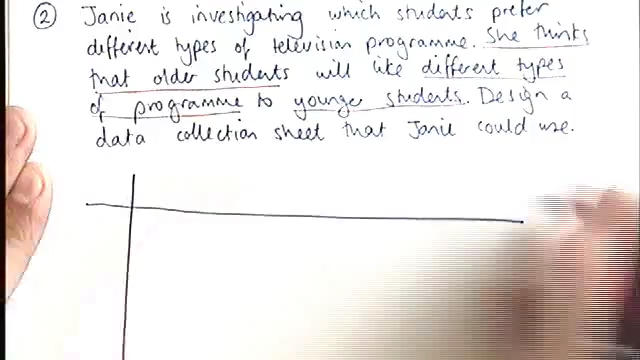 ② Janie is investigating which students prefer
different types of television programme. She thinks
that older students will like different types
of programme to younger students. Design a
data collection sheet that Janie could use.